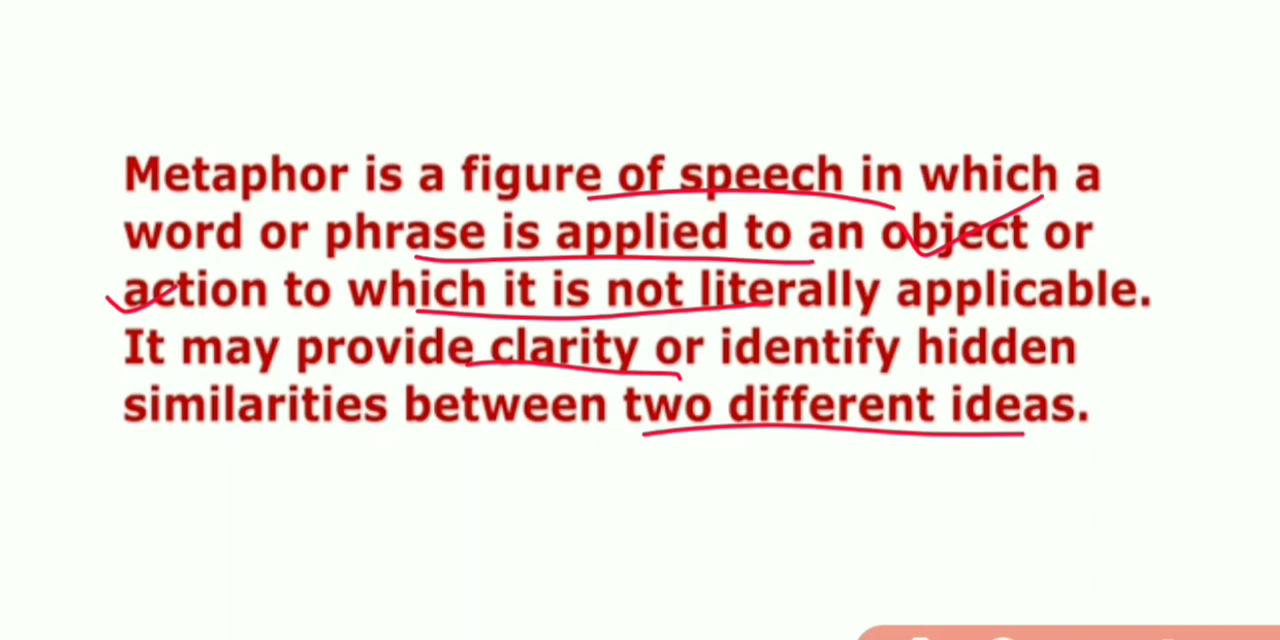 Metaphor is a figure of speech in which a
word or phrase is applied to an object or
action to which it is not literally applicable.
It may provide clarity or identify hidden
similarities between two different ideas.